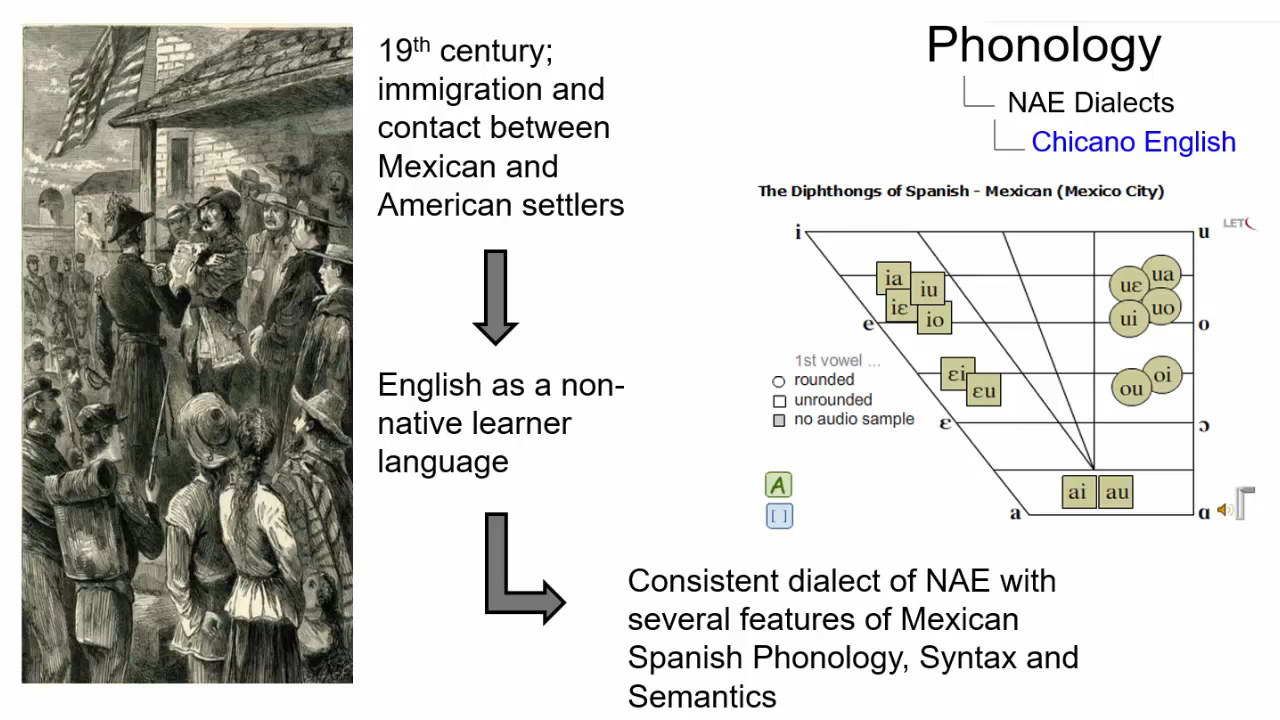 19th century;
immigration and
contact between
Mexican and
American settlers
English as a non-
native learner
language
Consistent dialect of NAE with
several features of Mexican
Spanish Phonology, Syntax and
Semantics
Phonology
NAE Dialects
Chicano English
The Diphthongs of Spanish - Mexican (Mexico City)
LET
i
u
ia
iu
iɛ
io
uɛ
ua
ui
uo
e
o
1st vowel ...
rounded
unrounded
no audio sample
ɛi
ɛu
ou
oi
ɛ
ɔ
A
[ ]
ai
au
a
ɑ